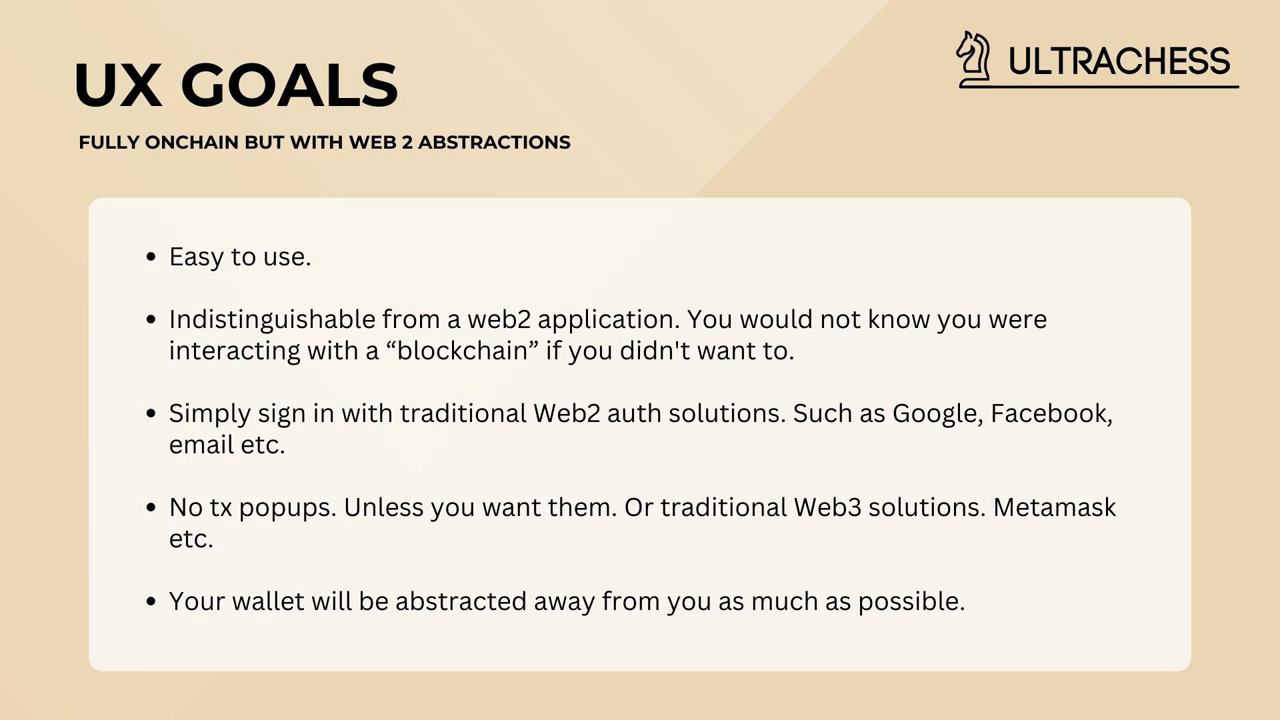 UX GOALS
ULTRACHESS
FULLY ONCHAIN BUT WITH WEB 2 ABSTRACTIONS
• Easy to use.
• Indistinguishable from a web2 application. You would not know you were
interacting with a “blockchain” if you didn't want to.
• Simply sign in with traditional Web2 auth solutions. Such as Google, Facebook,
email etc.
• No tx popups. Unless you want them. Or traditional Web3 solutions. Metamask
etc.
• Your wallet will be abstracted away from you as much as possible.